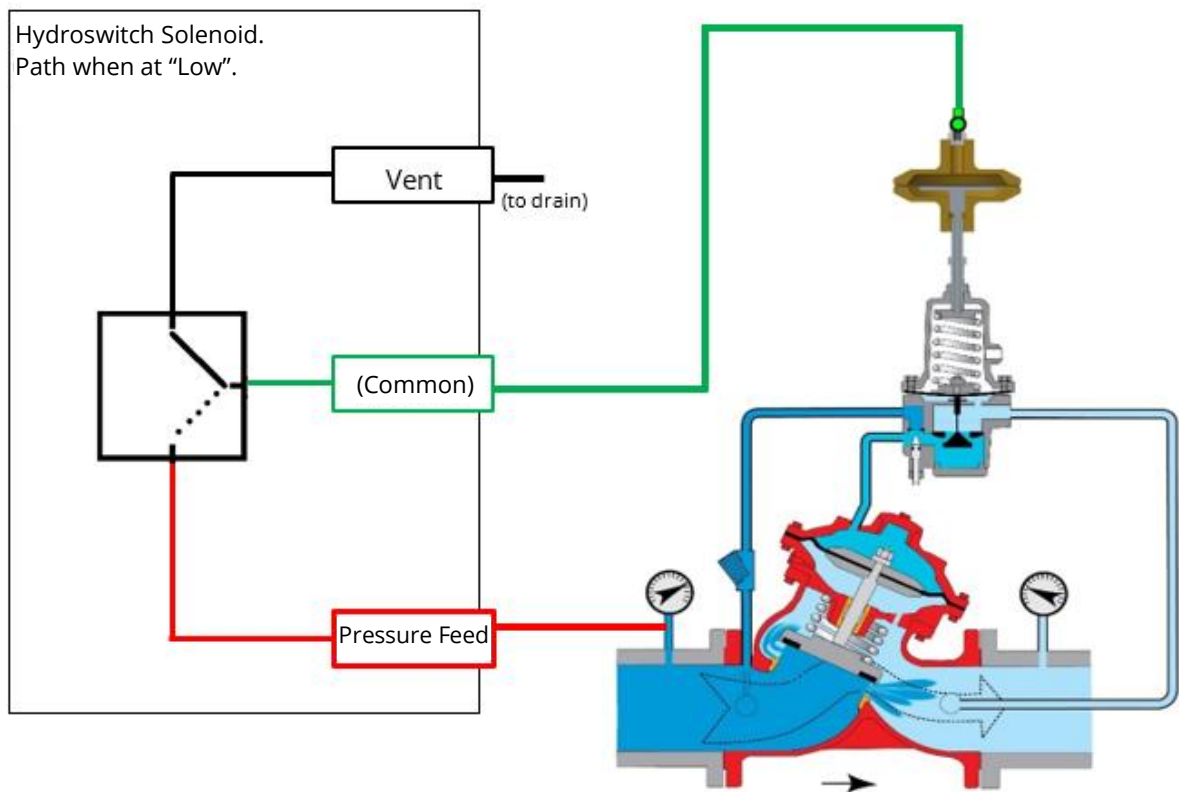 Hydroswitch Solenoid.
Path when at “Low”.
Vent
(to drain)
(Common)
Pressure Feed